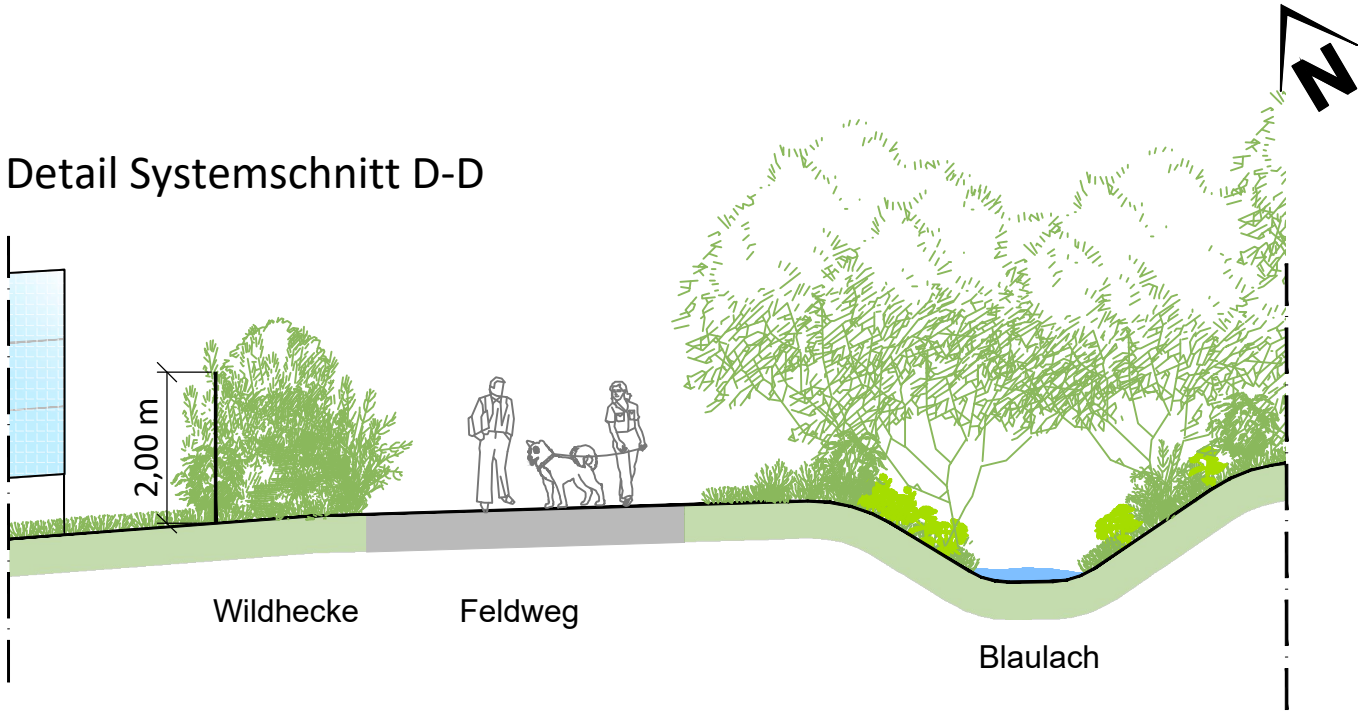 N
Detail Systemschnitt D-D
2,00 m
Wildhecke
Feldweg
Blaulach